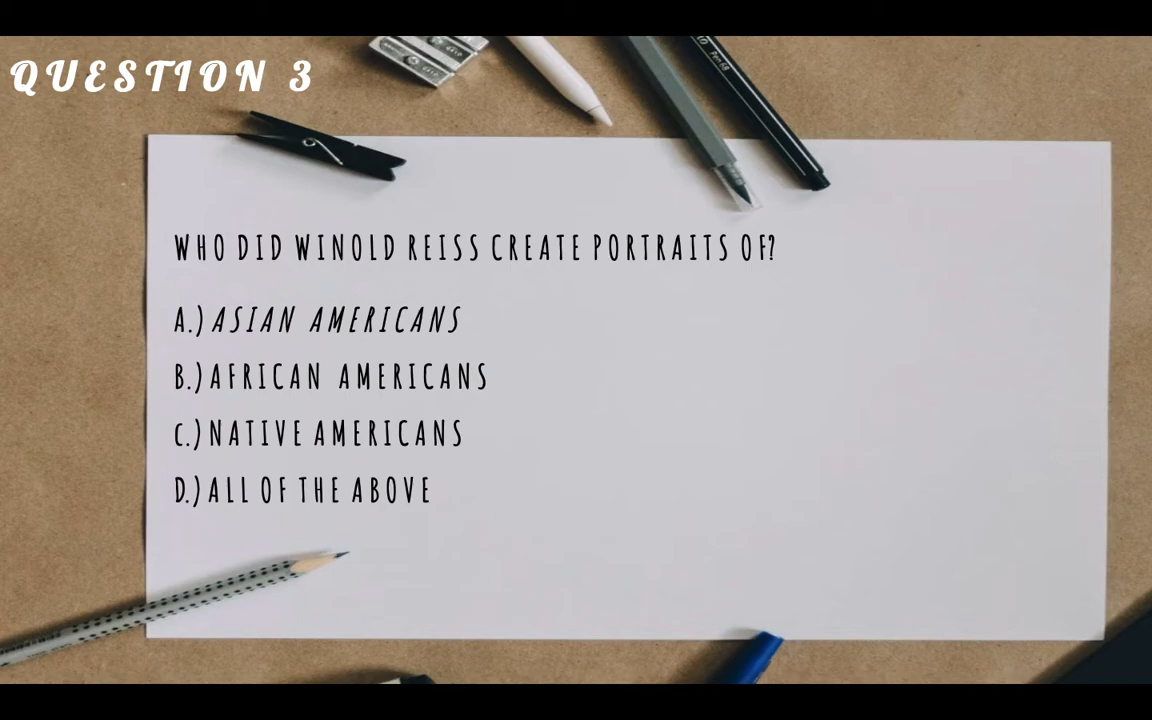 QUESTION 3
WHO DID WINOLD REISS CREATE PORTRAITS OF?
A.) ASIAN AMERICANS
B.) AFRICAN AMERICANS
C.) NATIVE AMERICANS
D.) ALL OF THE ABOVE